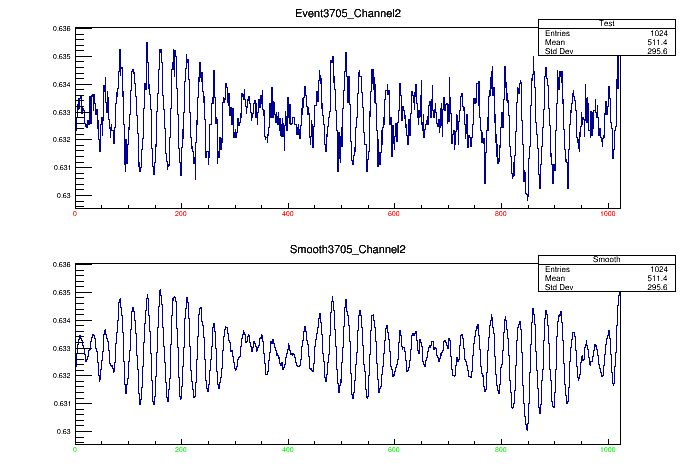 Event3705_Channel2
Test
Entries 1024
Mean 511.4
Std Dev 295.6
0.636
0.635
0.634
0.633
0.632
0.631
0.63
0 200 400 600 800 1000
Smooth3705_Channel2
Smooth
Entries 1024
Mean 511.4
Std Dev 295.6
0.636
0.635
0.634
0.633
0.632
0.631
0.63
0 200 400 600 800 1000